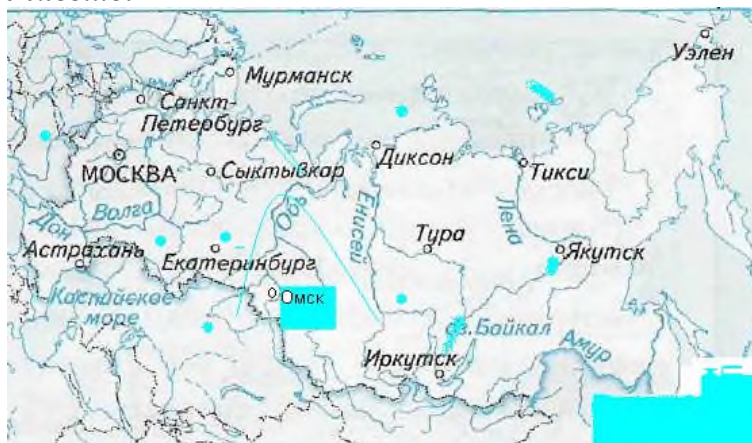 Уэлен
Мурманск
Санкт-
Петербург
МОСКВА
Сыктывкар
Диксон
Тикси
Дон
Волга
Обь
Енисей
Лена
Тура
Якутск
Астрахань
Екатеринбург
Каспийское
море
Омск
оз.Байкал
Амур
Иркутск